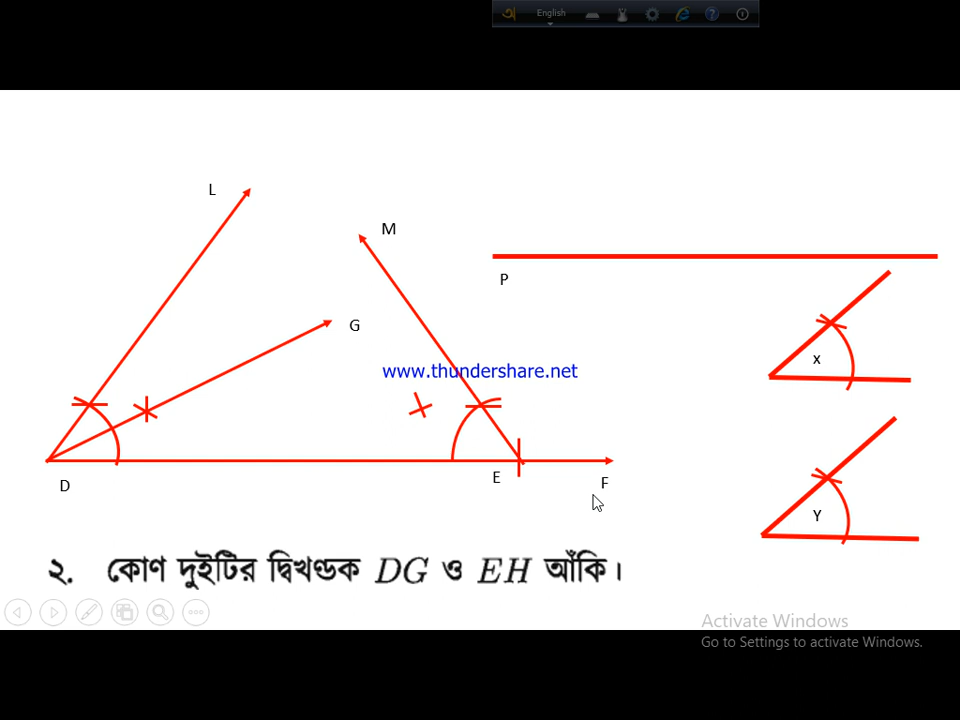 অ English
L
M
P
G
www.thundershare.net
x
D
E
F
Y
২. কোণ দুইটির দ্বিখণ্ডক DG ও EH আঁকি।
Activate Windows
Go to Settings to activate Windows.